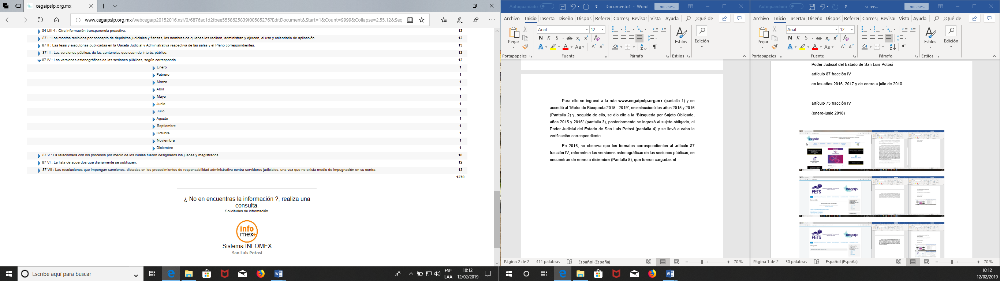 cegaipslp.org.mx
www.cegaipslp.org.mx/webcegaip20152016.nsf/0/6876ac1d2fbee5558625839f00585276?EditDocument&Start=1&Count=9999&Collapse=2.55.12&Seq
84 LIII 4 : Otra información transparencia proactiva. 12
87 I : Los montos recibidos por concepto de depósitos judiciales y fianzas, los nombres de quienes los reciben, administran y ejercen, el uso y calendario de aplicación. 12
87 II : Las tesis y ejecutorias publicadas en la Gaceta Judicial y Administrativa respectiva de las salas y el Pleno correspondientes. 13
87 III : Las versiones públicas de las sentencias que sean de interés público. 12
87 IV : Las versiones estenográficas de las sesiones públicas, según corresponda. 12
Enero 1
Febrero 1
Marzo 1
Abril 1
Mayo 1
Junio 1
Julio 1
Agosto 1
Septiembre 1
Octubre 1
Noviembre 1
Diciembre 1
87 V : La relacionada con los procesos por medio de los cuales fueron designados los jueces y magistrados. 18
87 VI : La lista de acuerdos que diariamente se publiquen. 12
87 VII : Las resoluciones que impongan sanciones, dictadas en los procedimientos de responsabilidad administrativa contra servidores judiciales, una vez que no exista medio de impugnación en su contra. 13
1270
¿ No en encuentras la información ?, realiza una
consulta.
Solicitudes de información.
info
mex
Sistema INFOMEX
San Luis Potosí
Escribe aquí para buscar
ESP
LAA
10:12
12/02/2019
Autoguardado Documento1 - Word Inic. ses.
Archivo Inicio Insertar Diseño Dispos Referen Corresp Revisar Vista Ayuda ¿Qué de
Pegar
Arial 12
N K S ab x₂ x²
A A Aa A A
Estilos Edición
Portapapeles Fuente Párrafo Estilos
Para ello se ingresó a la ruta www.cegaipslp.org.mx (pantalla 1) y se
accedió al “Motor de Búsqueda 2015 - 2019”, se seleccionó los años 2015 y 2016
(Pantalla 2) y, seguido de ello, se dio clic a la “Búsqueda por Sujeto Obligado,
años 2015 y 2016” (pantalla 3), posteriormente se ingresó al sujeto obligado, el
Poder Judicial del Estado de San Luis Potosí (pantalla 4) y se llevó a cabo la
verificación correspondiente.
En 2016, se observa que los formatos correspondientes al artículo 87
fracción IV, referente a las versiones estenográficas de las sesiones públicas, se
encuentran de enero a diciembre (Pantalla 5), que fueron cargadas el
Página 2 de 2 411 palabras Español (España) 70 %
Autoguardado scree... Inic. ses.
Archivo Inicio Insertar Diseño Dispos Referen Corresp Revisar Vista Ayuda ¿Qué de
Pegar
Arial 12
N K S ab x₂ x²
A A Aa A A
Estilos Edición
Portapapeles Fuente Párrafo Estilos
Poder Judicial del Estado de San Luis Potosí
artículo 87 fracción IV
en los años 2016, 2017 y de enero a julio de 2018
artículo 73 fracción IV
(enero-junio 2018)
cegaip
AVISO
PETS
PETS
cegaip
PETS
cegaip
Página 1 de 2 30 palabras Español (España) 70 %
10:12
12/02/2019